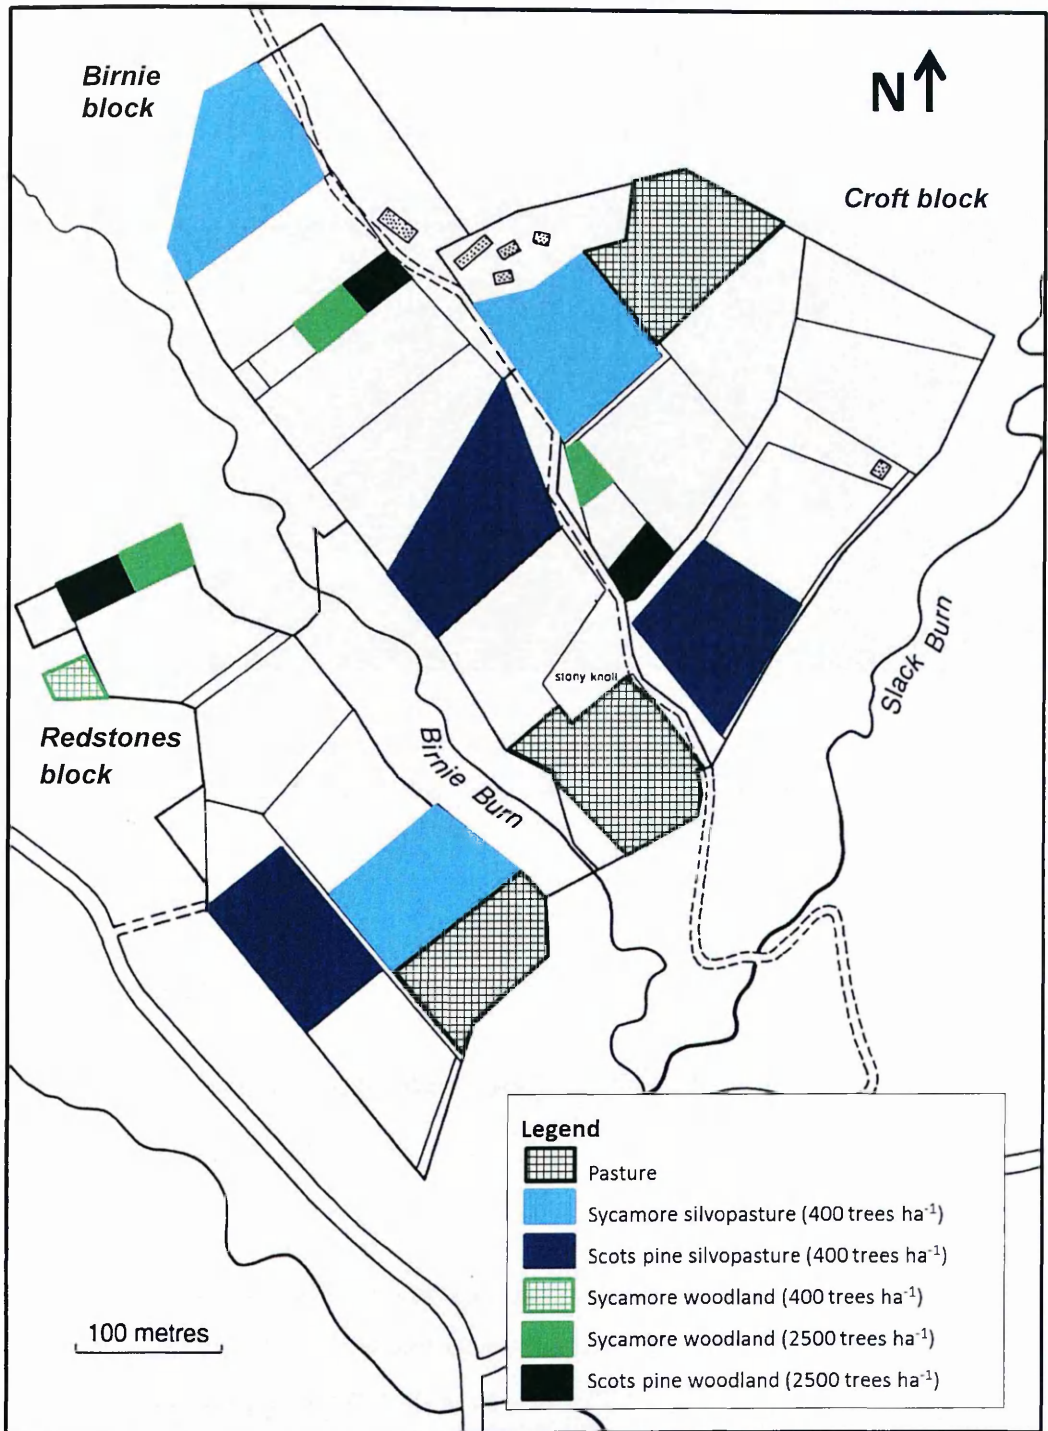 Birnie
block
N
Croft block
stony knoll
Slack Burn
Redstones
block
Birnie Burn
Legend
Pasture
Sycamore silvopasture (400 trees ha⁻¹)
Scots pine silvopasture (400 trees ha⁻¹)
Sycamore woodland (400 trees ha⁻¹)
Sycamore woodland (2500 trees ha⁻¹)
Scots pine woodland (2500 trees ha⁻¹)
100 metres